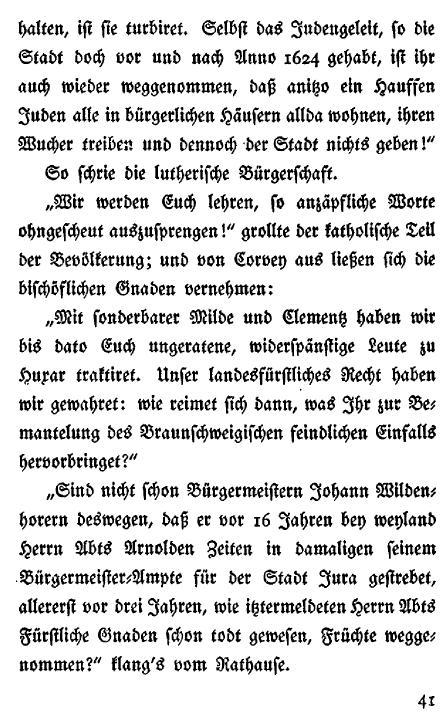 halten, iſt ſie turbiret. Selbſt das Judengeleit, ſo die
Stadt doch vor und nach Anno 1624 gehabt, iſt ihr
auch wieder weggenommen, daß anitzo ein Hauffen
Juden alle in bürgerlichen Häuſern allda wohnen, ihren
Wucher treiben und dennoch der Stadt nichts geben!“
So ſchrie die lutheriſche Bürgerſchaft.
„Wir werden Euch lehren, ſo anzäpfliche Worte
ohngeſcheut auszuſprengen!“ grollte der katholiſche Teil
der Bevölkerung; und von Corvey aus ließen ſich die
biſchöflichen Gnaden vernehmen:
„Mit ſonderbarer Milde und Clementz haben wir
bis dato Euch ungeratene, widerſpänſtige Leute zu
Huxar traktiret. Unſer landesfürſtliches Recht haben
wir gewahret: wie reimet ſich dann, was Ihr zur Be⸗
mantelung des Braunſchweigiſchen feindlichen Einfalls
hervorbringet?“
„Sind nicht ſchon Bürgermeiſtern Johann Wilden⸗
horern deswegen, daß er vor 16 Jahren bey weyland
Herrn Abts Arnolden Zeiten in damaligen ſeinem
Bürgermeiſter⸗Ampte für der Stadt Jura geſtrebet,
allererſt vor drei Jahren, wie itztermeldeten Herrn Abts
Fürſtliche Gnaden ſchon todt geweſen, Früchte wegge⸗
nommen?“ klang's vom Rathauſe.
41